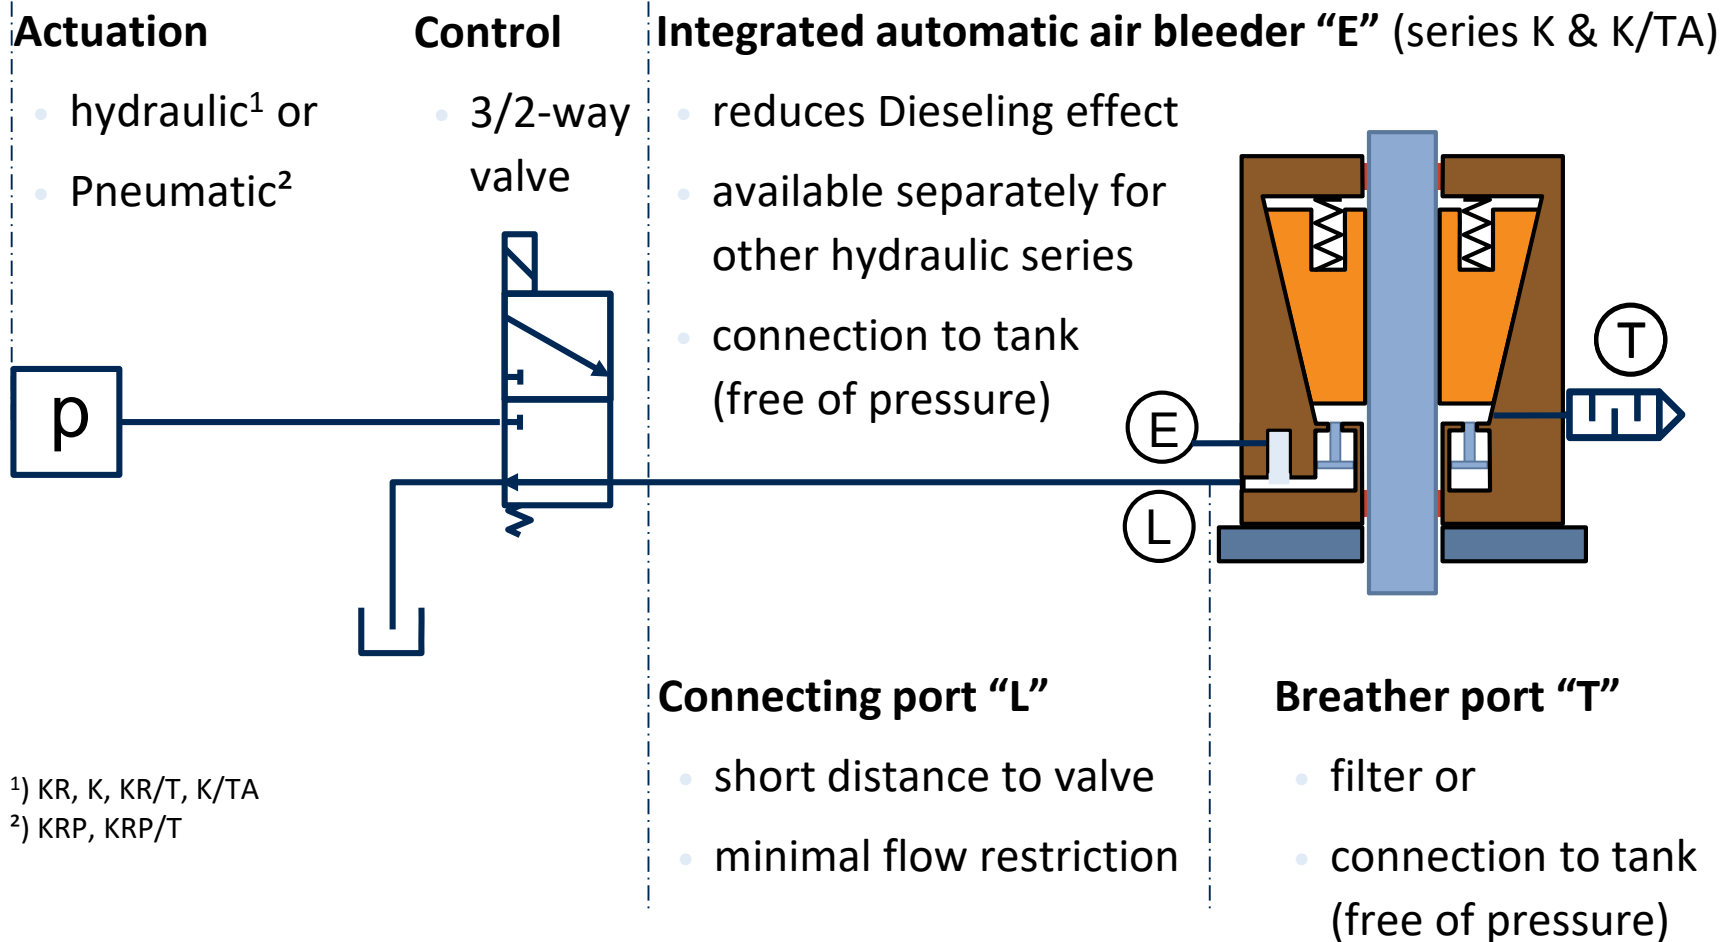 Actuation
hydraulic¹ or
Pneumatic²
Control
3/2-way
valve
Integrated automatic air bleeder “E” (series K & K/TA)
reduces Dieseling effect
available separately for
other hydraulic series
connection to tank
(free of pressure)
p
E
L
T
Connecting port “L”
short distance to valve
minimal flow restriction
Breather port “T”
filter or
connection to tank
(free of pressure)
¹) KR, K, KR/T, K/TA
²) KRP, KRP/T